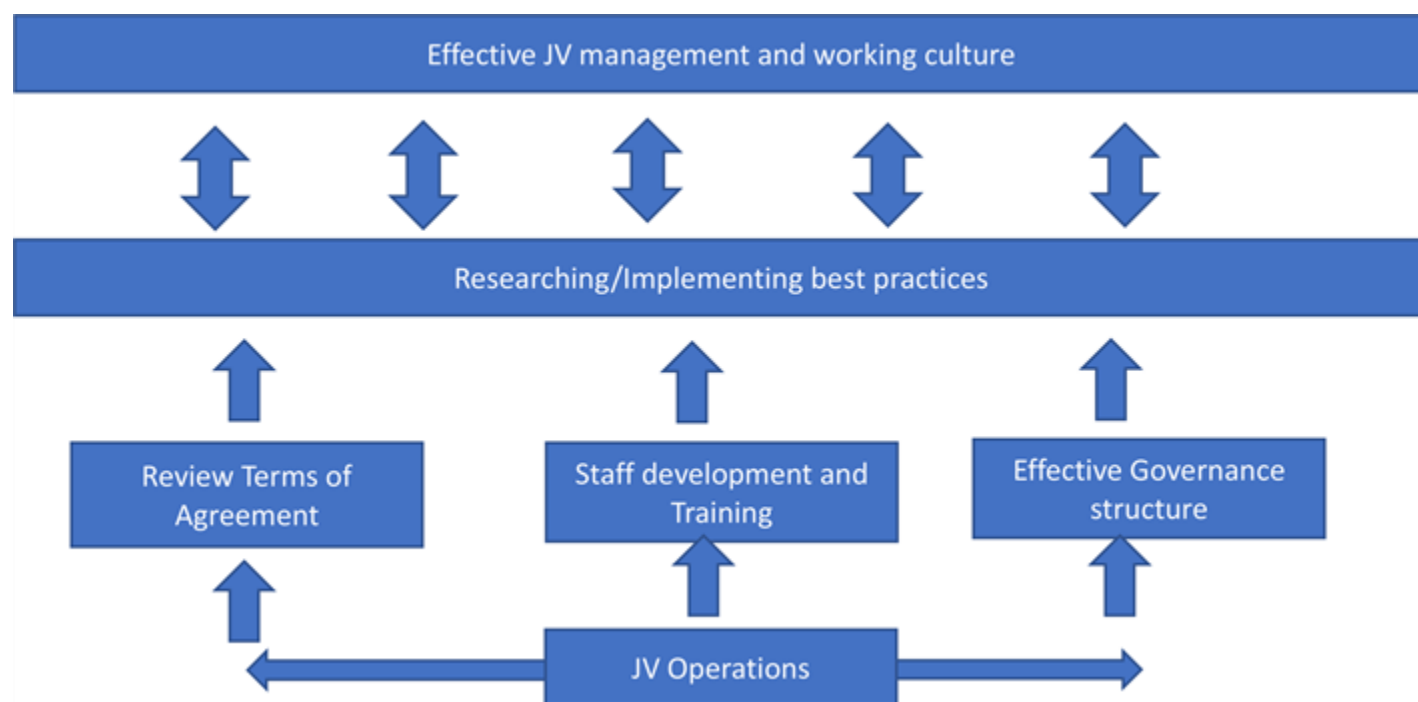 Effective JV management and working culture
Researching/Implementing best practices
Review Terms of
Agreement
Staff development and
Training
Effective Governance
structure
JV Operations